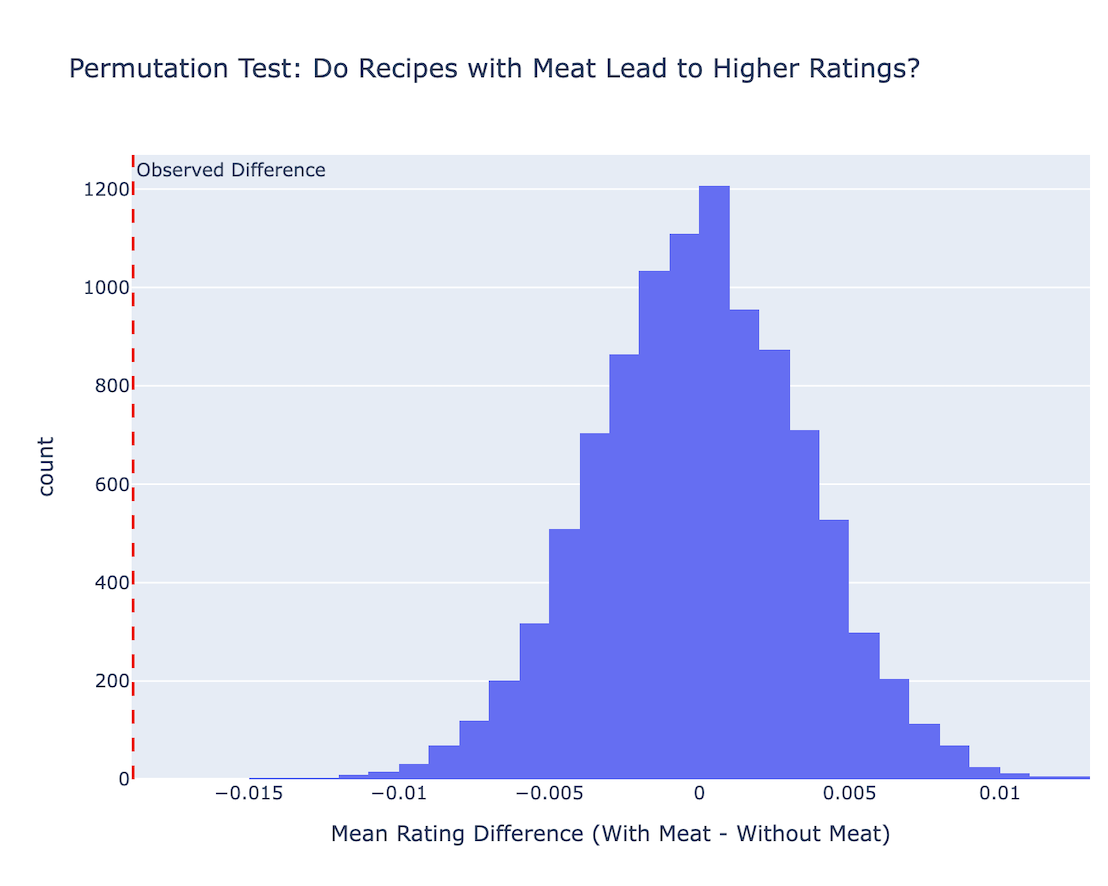 Permutation Test: Do Recipes with Meat Lead to Higher Ratings?
Observed Difference
1200
1000
800
600
400
200
0
count
−0.015 −0.01 −0.005 0 0.005 0.01
Mean Rating Difference (With Meat - Without Meat)